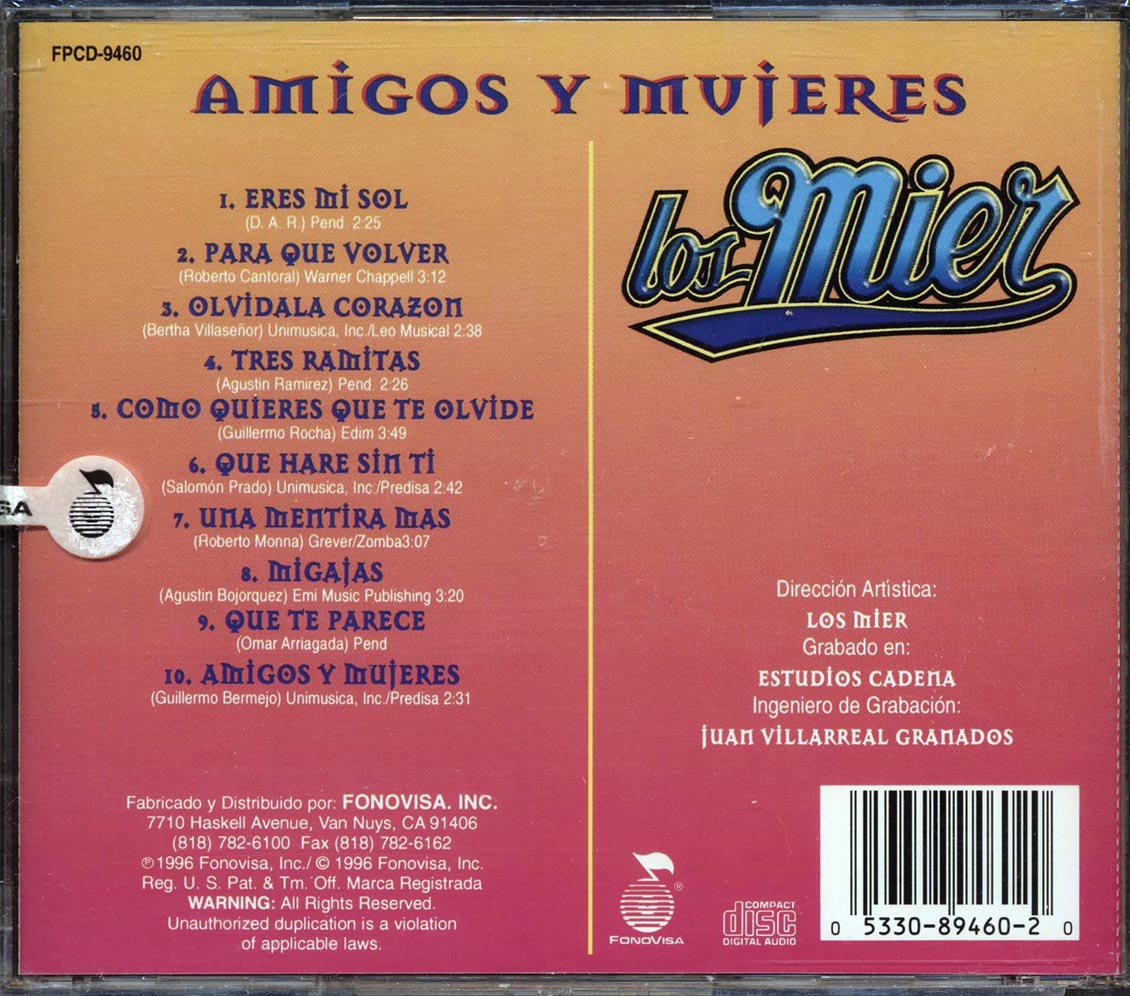 FPCD-9460
AMIGOS Y MUJERES
1. ERES MI SOL
(D. A. R.) Pend. 2:25
2. PARA QUE VOLVER
(Roberto Cantoral) Warner Chappell 3:12
3. OLVIDALA CORAZON
(Bertha Villaseñor) Unimusica, Inc./Leo Musical 2:38
4. TRES RAMITAS
(Agustin Ramirez) Pend. 2:26
5. COMO QUIERES QUE TE OLVIDE
(Guillermo Rocha) Edim 3:49
6. QUE HARE SIN TI
(Salomón Prado) Unimusica, Inc./Predisa 2:42
7. UNA MENTIRA MAS
(Roberto Monna) Grever/Zomba3:07
8. MIGAJAS
(Agustin Bojorquez) Emi Music Publishing 3:20
9. QUE TE PARECE
(Omar Arriagada) Pend
10. AMIGOS Y MUJERES
(Guillermo Bermejo) Unimusica, Inc./Predisa 2:31
Fabricado y Distribuido por: FONOVISA. INC.
7710 Haskell Avenue, Van Nuys, CA 91406
(818) 782-6100 Fax (818) 782-6162
℗1996 Fonovisa, Inc./ © 1996 Fonovisa, Inc.
Reg. U. S. Pat. & Tm. Off. Marca Registrada
WARNING: All Rights Reserved.
Unauthorized duplication is a violation
of applicable laws.
los Mier
Dirección Artística:
LOS MIER
Grabado en:
ESTUDIOS CADENA
Ingeniero de Grabación:
JUAN VILLARREAL GRANADOS
®
FONOVISA
COMPACT
disc
DIGITAL AUDIO
0 5330-89460-2 0